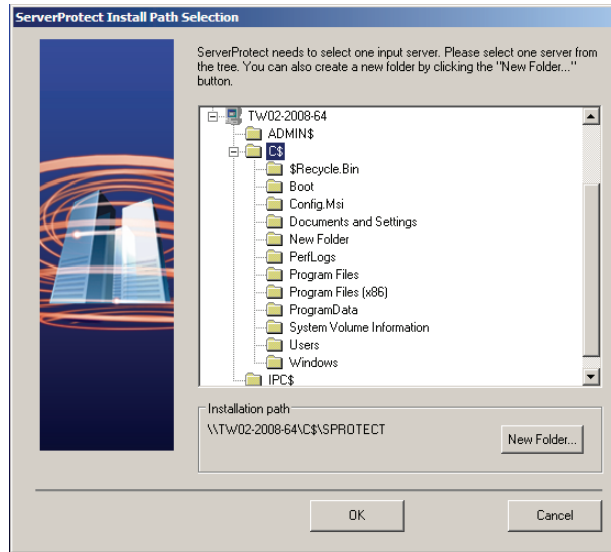 ServerProtect Install Path Selection
ServerProtect needs to select one input server. Please select one server from
the tree. You can also create a new folder by clicking the "New Folder..."
button.
TW02-2008-64
ADMIN$
C$
$Recycle.Bin
Boot
Config.Msi
Documents and Settings
New Folder
PerfLogs
Program Files
Program Files (x86)
ProgramData
System Volume Information
Users
Windows
IPC$
Installation path
\\TW02-2008-64\C$\SPROTECT
New Folder...
OK
Cancel